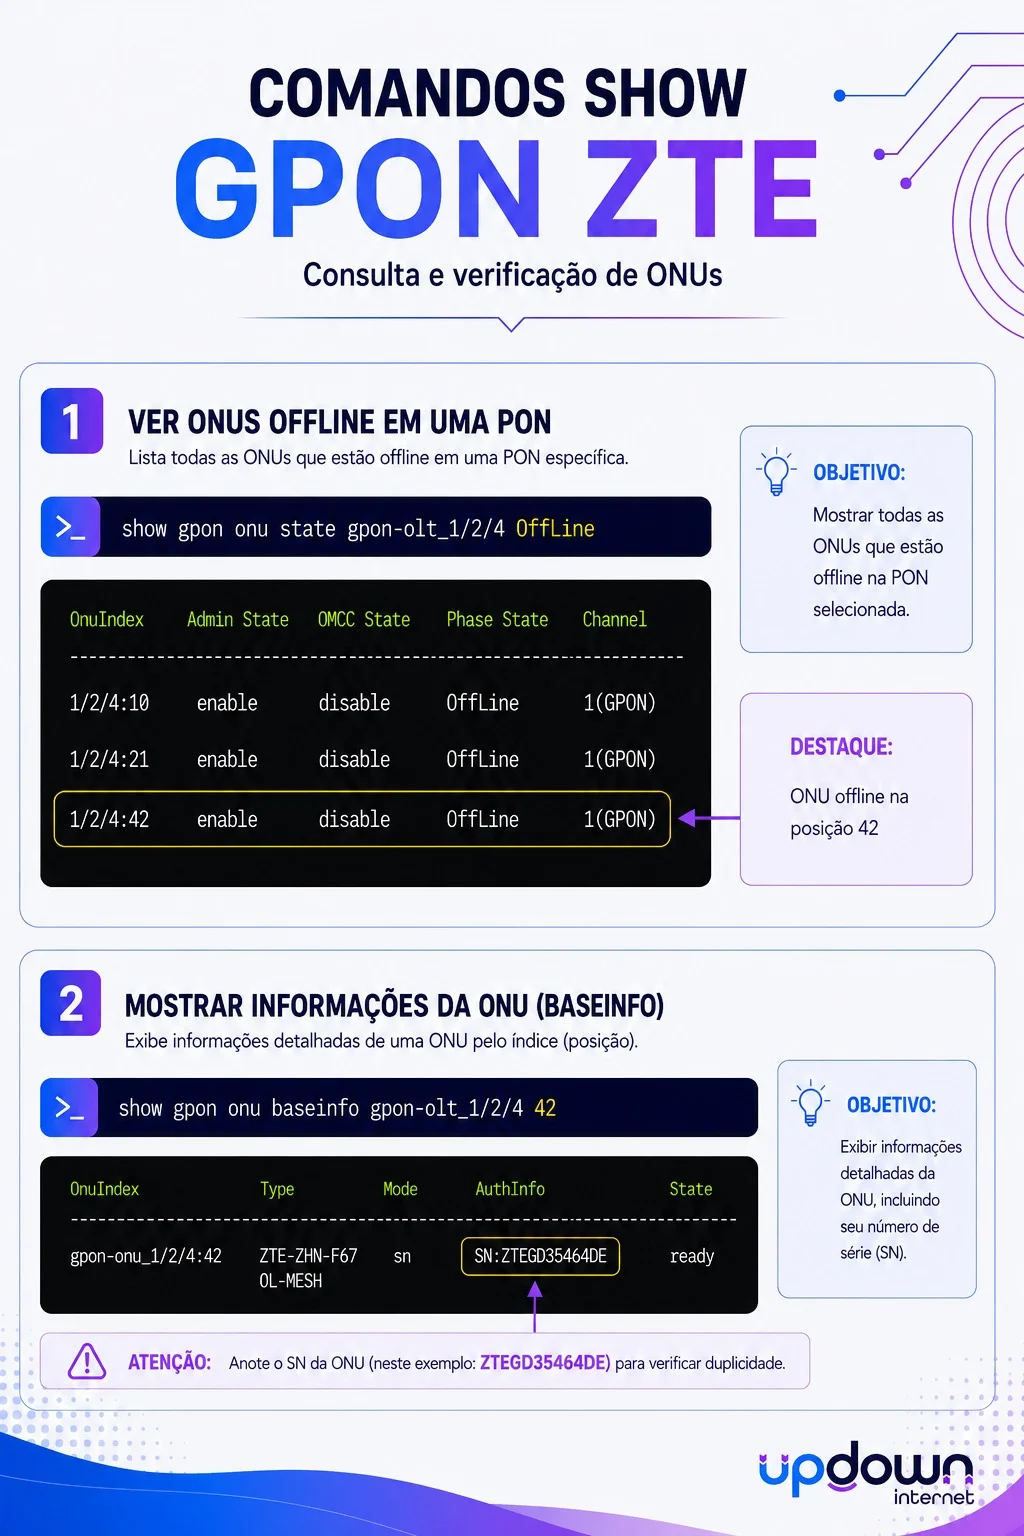 COMANDOS SHOW
GPON ZTE
Consulta e verificação de ONUs
1
VER ONUS OFFLINE EM UMA PON
Lista todas as ONUs que estão offline em uma PON específica.
>_ show gpon onu state gpon-olt_1/2/4 OffLine
OnuIndex Admin State OMCC State Phase State Channel
1/2/4:10 enable disable OffLine 1(GPON)
1/2/4:21 enable disable OffLine 1(GPON)
1/2/4:42 enable disable OffLine 1(GPON)
OBJETIVO:
Mostrar todas as
ONUs que estão
offline na PON
selecionada.
DESTAQUE:
ONU offline na
posição 42
2
MOSTRAR INFORMAÇÕES DA ONU (BASEINFO)
Exibe informações detalhadas de uma ONU pelo índice (posição).
>_ show gpon onu baseinfo gpon-olt_1/2/4 42
OnuIndex Type Mode AuthInfo State
gpon-onu_1/2/4:42 ZTE-ZHN-F67 sn SN:ZTEGD35464DE ready
OL-MESH
OBJETIVO:
Exibir informações
detalhadas da
ONU, incluindo
seu número de
série (SN).
ATENÇÃO: Anote o SN da ONU (neste exemplo: ZTEGD35464DE) para verificar duplicidade.
updown
internet